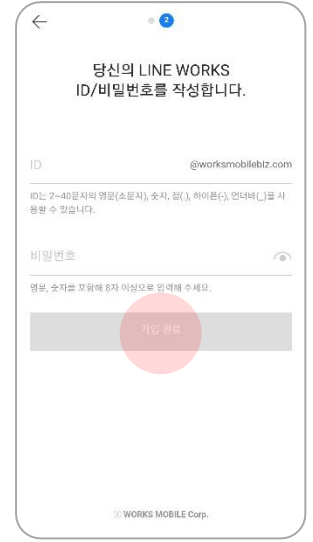 2
당신의 LINE WORKS
ID/비밀번호를 작성합니다.
ID @worksmobilebiz.com
ID는 2~40문자의 영문(소문자), 숫자, 점(.), 하이픈(-), 언더바(_)을 사
용할 수 있습니다.
비밀번호
영문, 숫자를 포함해 8자 이상으로 입력해 주세요.
가입 완료
ⓒ WORKS MOBILE Corp.